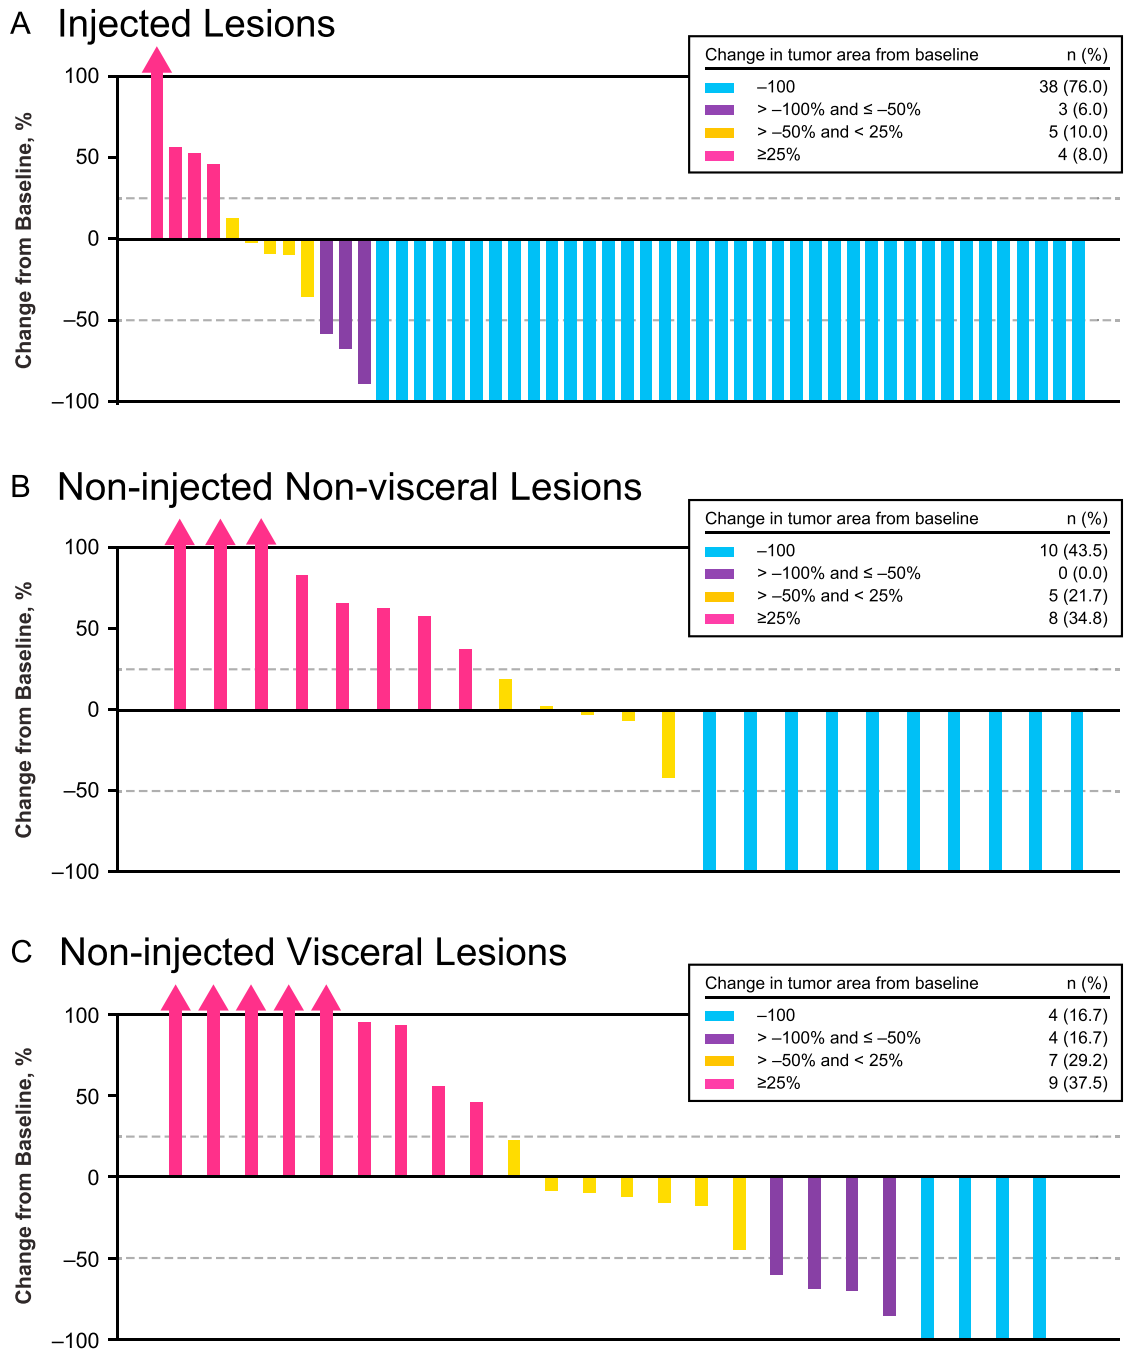 A Injected Lesions
Change from Baseline, %
100
50
0
–50
–100
Change in tumor area from baseline n (%)
–100 38 (76.0)
> –100% and ≤ –50% 3 (6.0)
> –50% and < 25% 5 (10.0)
≥25% 4 (8.0)
B Non-injected Non-visceral Lesions
Change from Baseline, %
100
50
0
–50
–100
Change in tumor area from baseline n (%)
–100 10 (43.5)
> –100% and ≤ –50% 0 (0.0)
> –50% and < 25% 5 (21.7)
≥25% 8 (34.8)
C Non-injected Visceral Lesions
Change from Baseline, %
100
50
0
–50
–100
Change in tumor area from baseline n (%)
–100 4 (16.7)
> –100% and ≤ –50% 4 (16.7)
> –50% and < 25% 7 (29.2)
≥25% 9 (37.5)